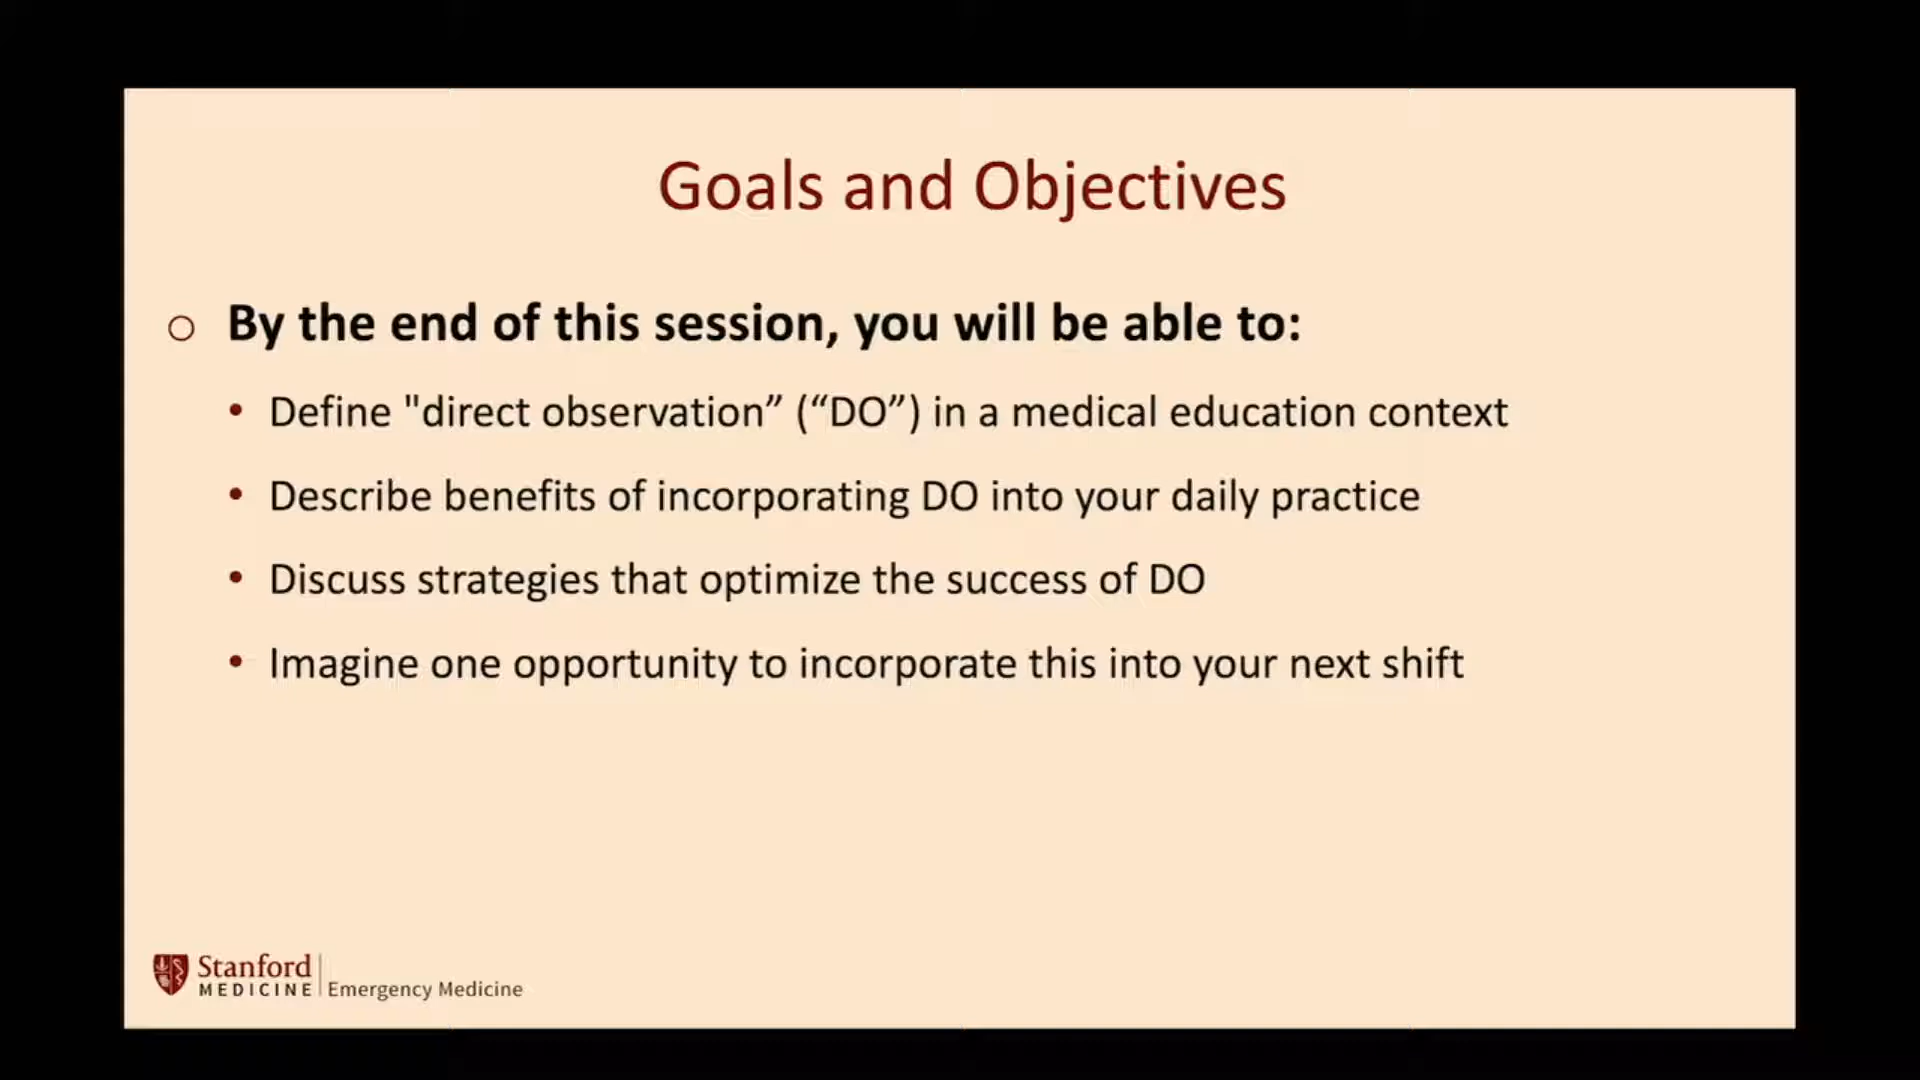 Goals and Objectives
By the end of this session, you will be able to:
Define "direct observation” (“DO”) in a medical education context
Describe benefits of incorporating DO into your daily practice
Discuss strategies that optimize the success of DO
Imagine one opportunity to incorporate this into your next shift
Stanford
MEDICINE Emergency Medicine